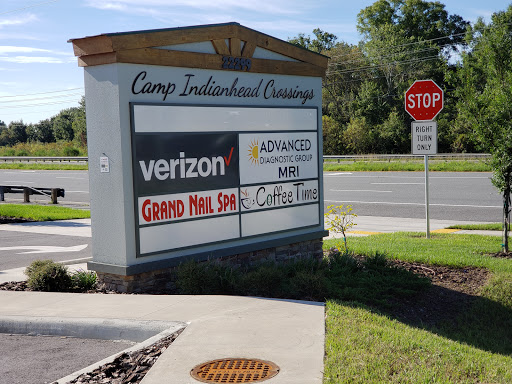 Camp Indianhead Crossings
verizon
ADVANCED
DIAGNOSTIC GROUP
MRI
GRAND NAIL SPA
Coffee Time
STOP
RIGHT
TURN
ONLY